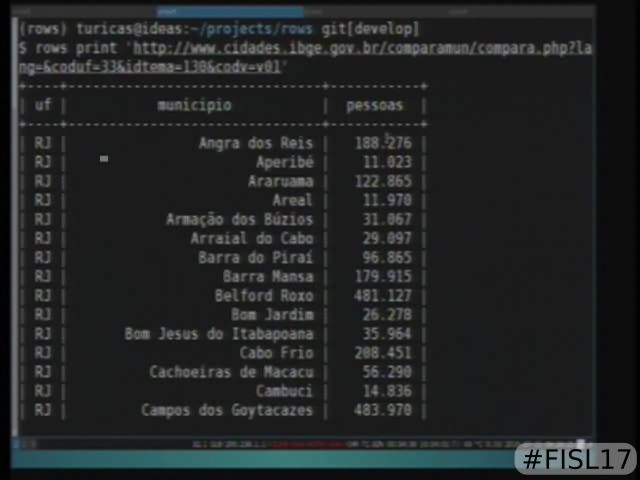 (rows) turicas@ideas:~/projects/rows git[develop]
$ rows print 'http://www.cidades.ibge.gov.br/comparamun/compara.php?la
ng=&coduf=33&idtema=130&codv=v01'
+----+-------------------------------+-----------+
| uf | municipio | pessoas |
+----+-------------------------------+-----------+
| RJ | Angra dos Reis | 188.276 |
| RJ | Aperibé | 11.023 |
| RJ | Araruama | 122.865 |
| RJ | Areal | 11.970 |
| RJ | Armação dos Búzios | 31.067 |
| RJ | Arraial do Cabo | 29.097 |
| RJ | Barra do Piraí | 96.865 |
| RJ | Barra Mansa | 179.915 |
| RJ | Belford Roxo | 481.127 |
| RJ | Bom Jardim | 26.278 |
| RJ | Bom Jesus do Itabapoana | 35.964 |
| RJ | Cabo Frio | 208.451 |
| RJ | Cachoeiras de Macacu | 56.290 |
| RJ | Cambuci | 14.836 |
| RJ | Campos dos Goytacazes | 483.970 |
#FISL17